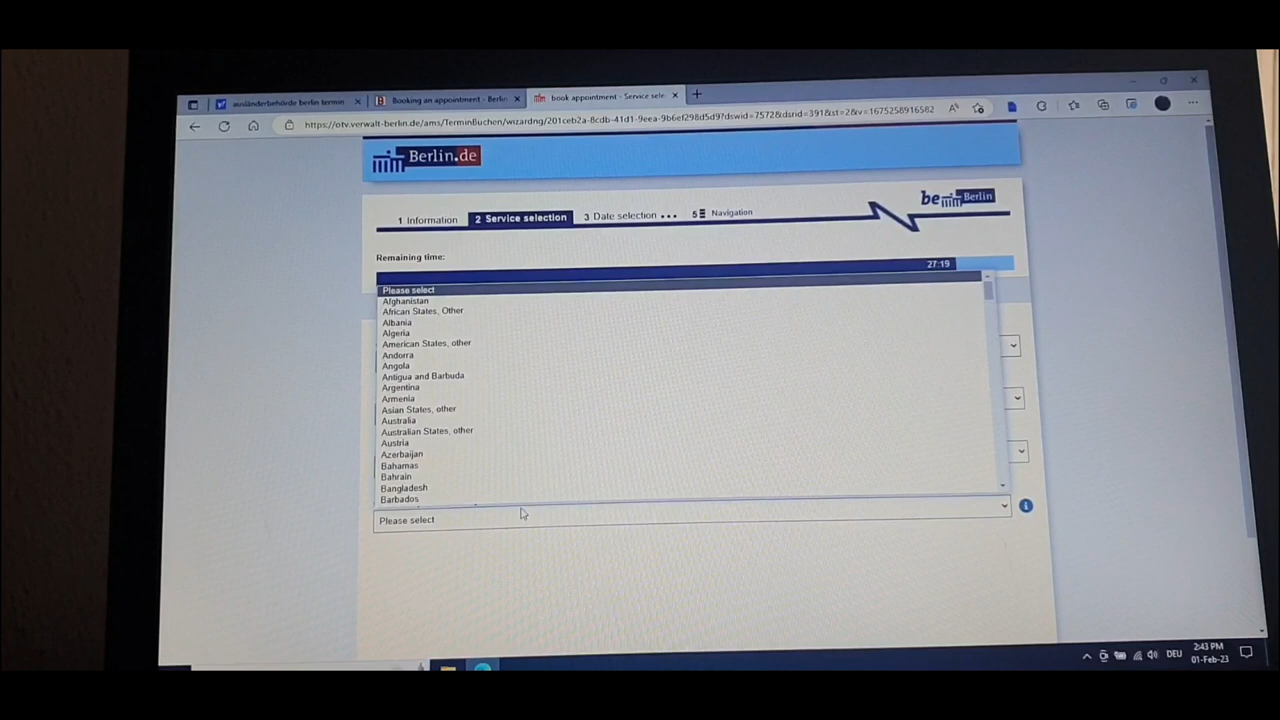 ausländerbehörde berlin termin
Booking an appointment - Berlin
book appointment - Service sele
https://otv.verwalt-berlin.de/ams/TerminBuchen/wizardng/201ceb2a-8cdb-41d1-9eea-9b6ef298d5d9?dswid=7572&dsrid=391&st=2&v=1675258916582
Berlin.de
be Berlin
1 Information
2 Service selection
3 Date selection
5 Navigation
Remaining time:
27:19
Please select
Afghanistan
African States, Other
Albania
Algeria
American States, other
Andorra
Angola
Antigua and Barbuda
Argentina
Armenia
Asian States, other
Australia
Australian States, other
Austria
Azerbaijan
Bahamas
Bahrain
Bangladesh
Barbados
Please select
DEU
2:43 PM
01-Feb-23